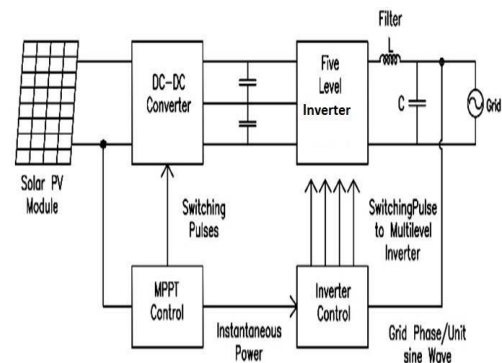 Filter
L
DC-DC
Converter
Five
Level
Inverter
C
Grid
Solar PV
Module
Switching
Pulses
SwitchingPulse
to Multilevel
Inverter
MPPT
Control
Instantaneous
Power
Inverter
Control
Grid Phase/Unit
sine Wave